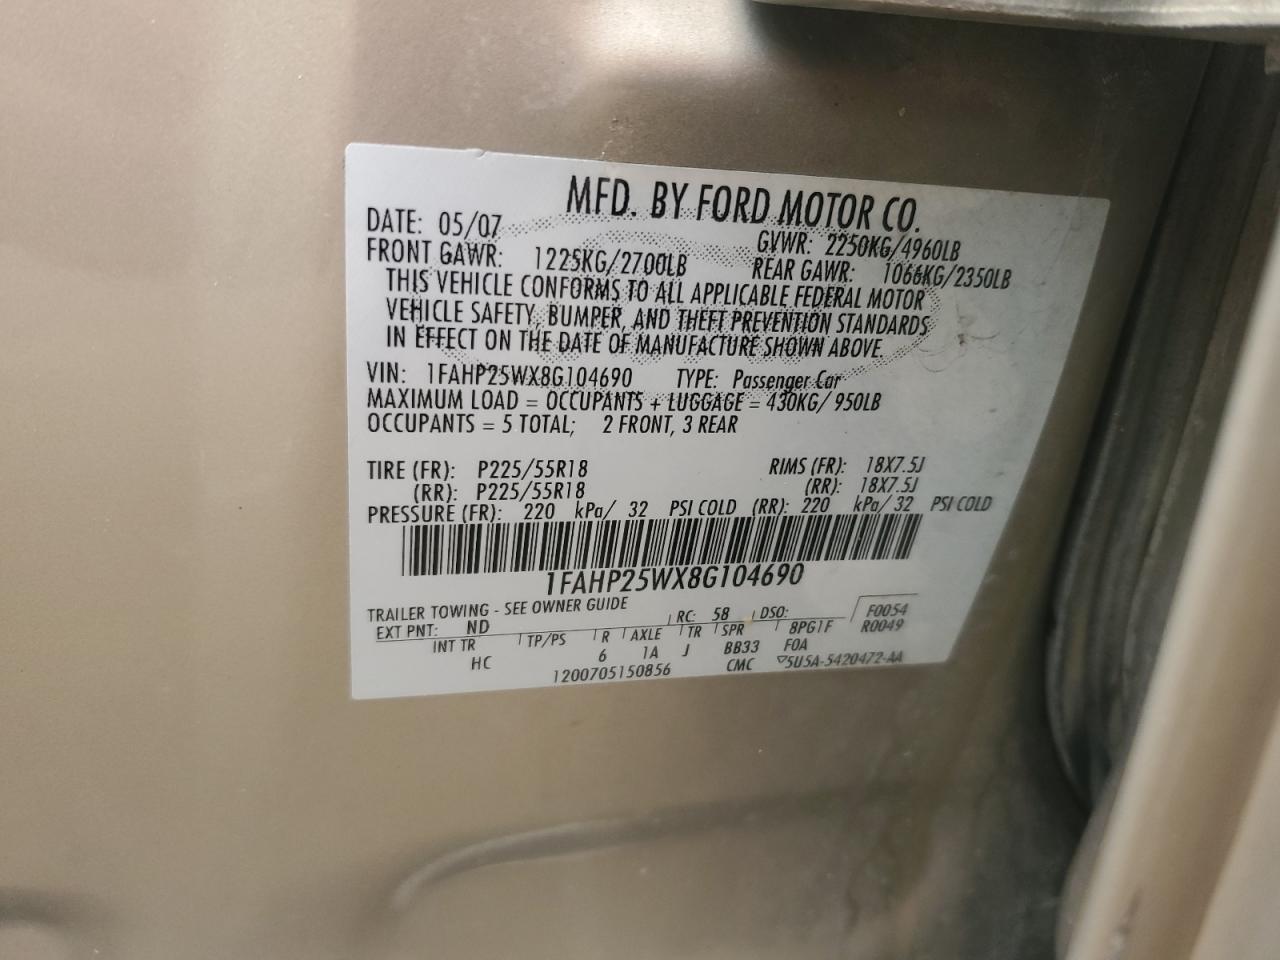 MFD. BY FORD MOTOR CO.
DATE: 05/07 GVWR: 2250KG/4960LB
FRONT GAWR: 1225KG/2700LB REAR GAWR: 1066KG/2350LB
THIS VEHICLE CONFORMS TO ALL APPLICABLE FEDERAL MOTOR
VEHICLE SAFETY, BUMPER, AND THEFT PREVENTION STANDARDS
IN EFFECT ON THE DATE OF MANUFACTURE SHOWN ABOVE.
VIN: 1FAHP25WX8G104690 TYPE: Passenger Car
MAXIMUM LOAD = OCCUPANTS + LUGGAGE = 430KG/ 950LB
OCCUPANTS = 5 TOTAL; 2 FRONT, 3 REAR
TIRE (FR): P225/55R18 RIMS (FR): 18X7.5J
(RR): P225/55R18 (RR): 18X7.5J
PRESSURE (FR): 220 kPa/ 32 PSI COLD (RR): 220 kPa/ 32 PSI COLD
1FAHP25WX8G104690
TRAILER TOWING - SEE OWNER GUIDE
EXT PNT: ND RC: 58 DSO: F0054
INT TR TP/PS R AXLE TR SPR 8PG1F R0049
HC 6 1A J BB33 F0A
1200705150856 CMC ▽5U5A-5420472-AA